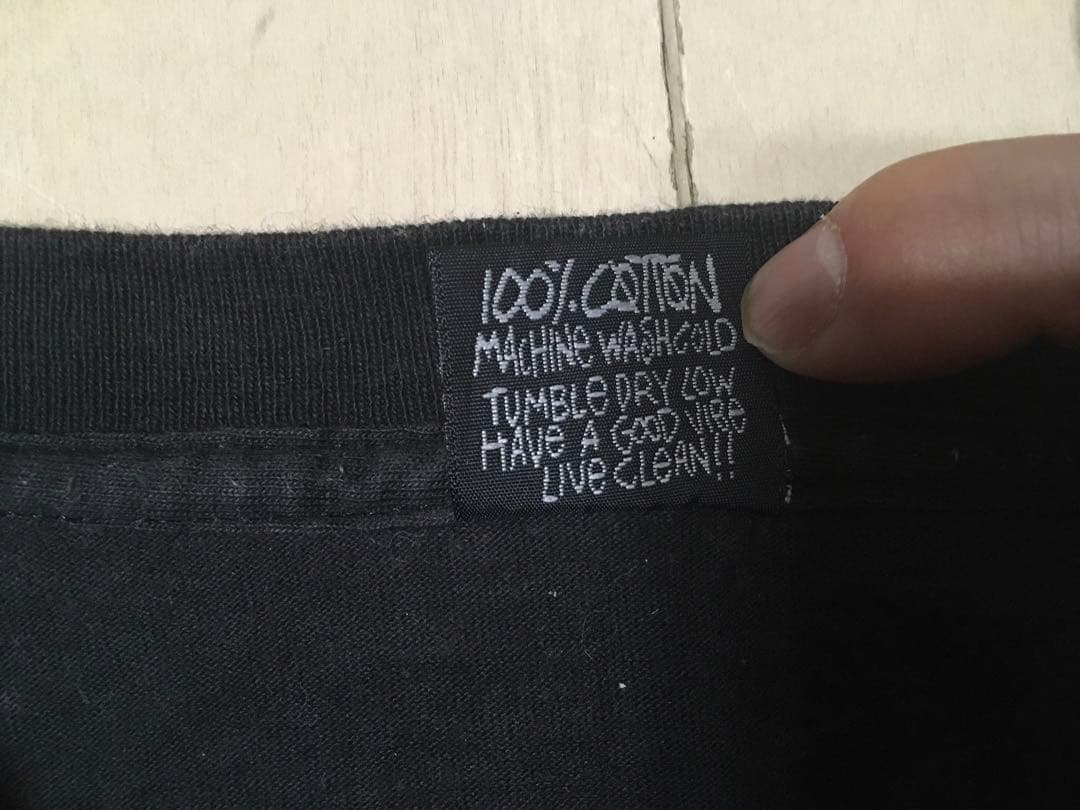 100% COTTON
MACHINE WASH COLD
TUMBLE DRY LOW
HAVE A GOOD VIBE
LIVE CLEAN!!